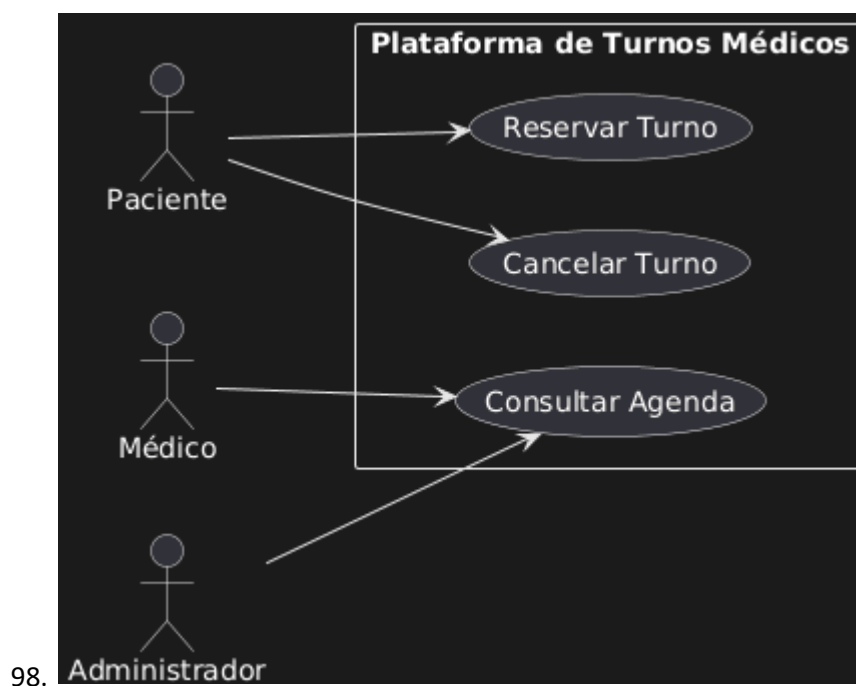 Plataforma de Turnos Médicos
Reservar Turno
Paciente
Cancelar Turno
Consultar Agenda
Médico
98.
Administrador